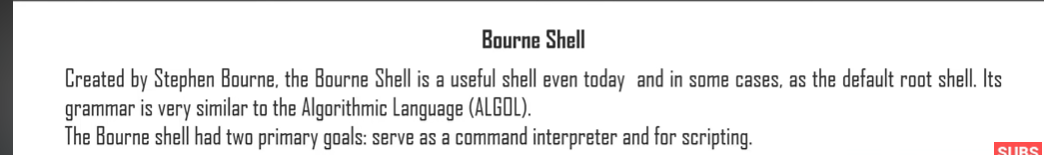 Bourne Shell
Created by Stephen Bourne, the Bourne Shell is a useful shell even today and in some cases, as the default root shell. Its
grammar is very similar to the Algorithmic Language (ALGOL).
The Bourne shell had two primary goals: serve as a command interpreter and for scripting.
SUBS